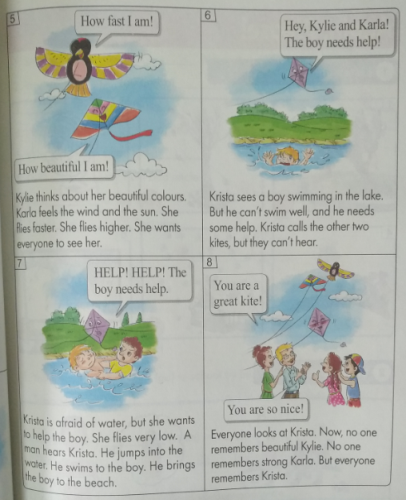 5
How fast I am!
How beautiful I am!
Kylie thinks about her beautiful colours.
Karla feels the wind and the sun. She
flies faster. She flies higher. She wants
everyone to see her.
6
Hey, Kylie and Karla!
The boy needs help!
Krista sees a boy swimming in the lake.
But he can't swim well, and he needs
some help. Krista calls the other two
kites, but they can't hear.
7
HELP! HELP! The
boy needs help.
Krista is afraid of water, but she wants
to help the boy. She flies very low. A
man hears Krista. He jumps into the
water. He swims to the boy. He brings
the boy to the beach.
8
You are a
great kite!
You are so nice!
Everyone looks at Krista. Now, no one
remembers beautiful Kylie. No one
remembers strong Karla. But everyone
remembers Krista.